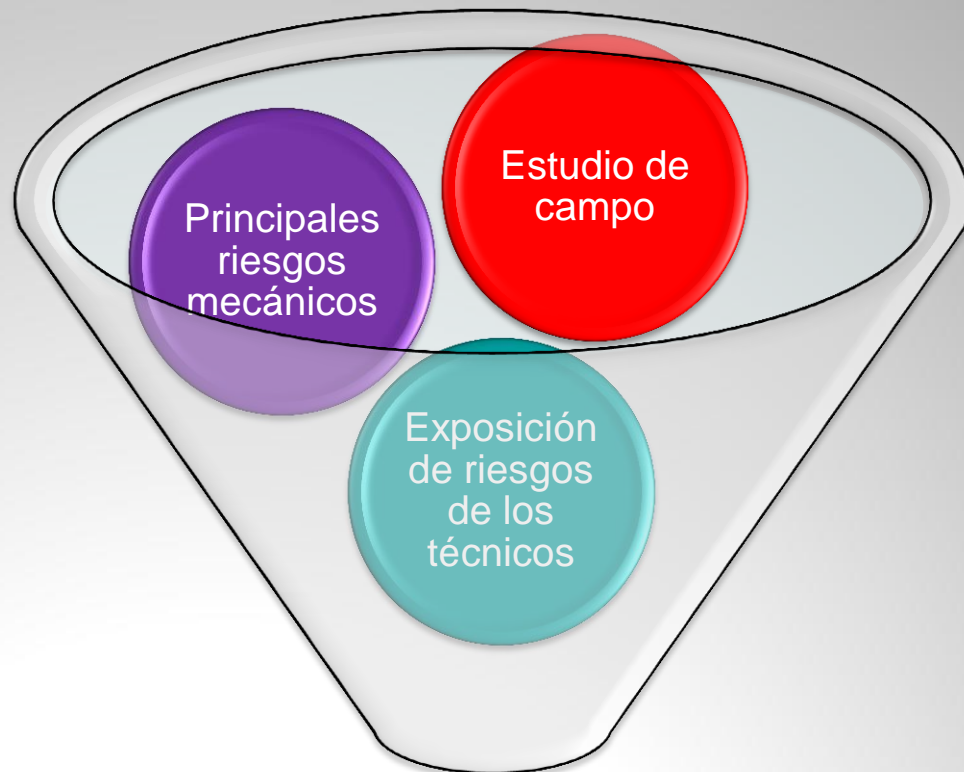 Estudio de
campo
Principales
riesgos
mecánicos
Exposición
de riesgos
de los
técnicos